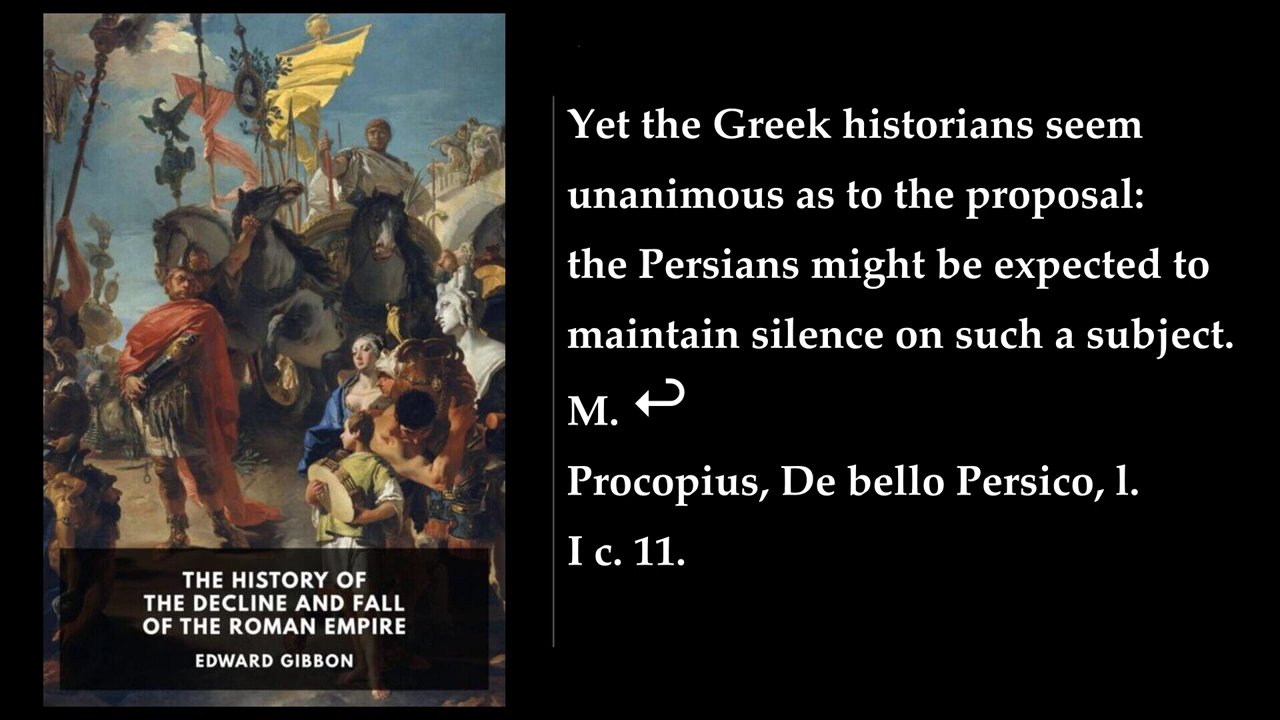 THE HISTORY OF
THE DECLINE AND FALL
OF THE ROMAN EMPIRE
EDWARD GIBBON
Yet the Greek historians seem
unanimous as to the proposal:
the Persians might be expected to
maintain silence on such a subject.
M. ↩
Procopius, De bello Persico, l.
I c. 11.